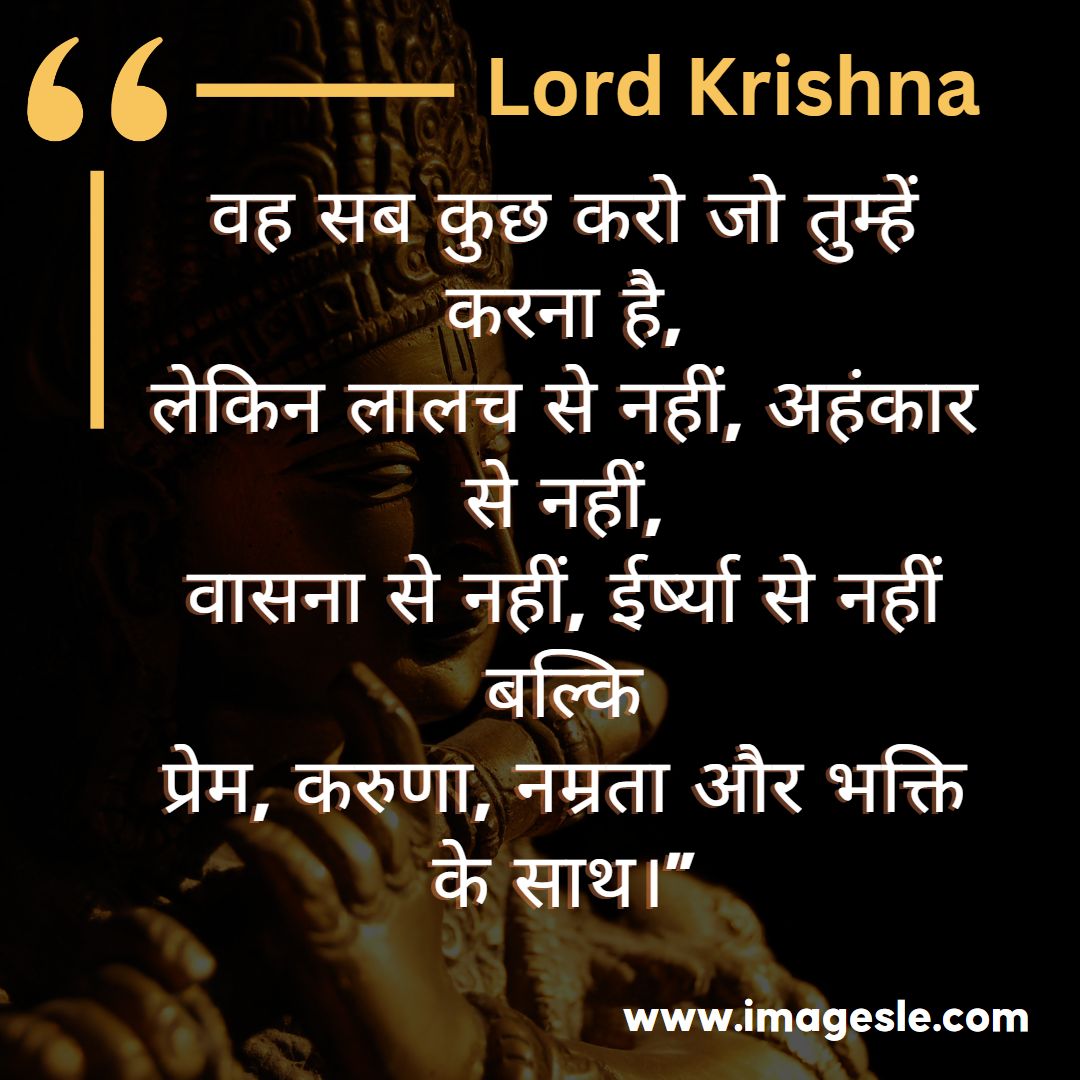 “ Lord Krishna
वह सब कुछ करो जो तुम्हें
करना है,
लेकिन लालच से नहीं, अहंकार
से नहीं,
वासना से नहीं, ईर्ष्या से नहीं
बल्कि
प्रेम, करुणा, नम्रता और भक्ति
के साथ।”
www.imagesle.com